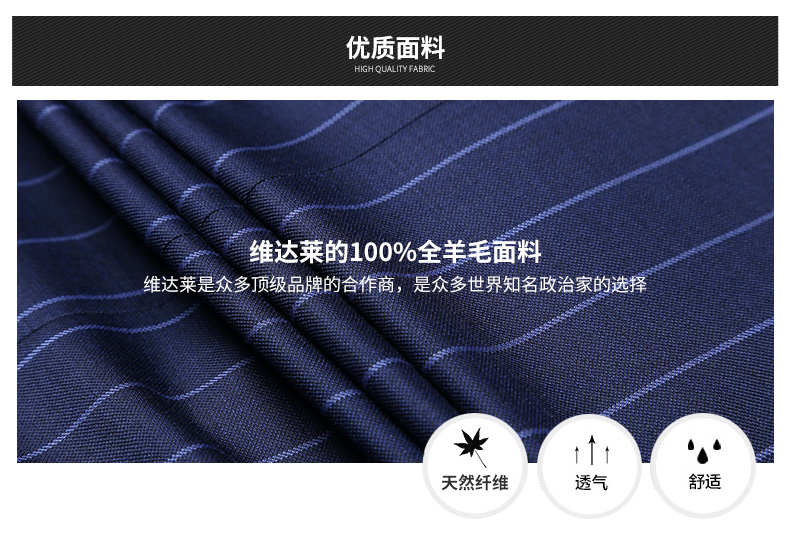 优质面料
HIGH QUALITY FABRIC
维达莱的100%全羊毛面料
维达莱是众多顶级品牌的合作商，是众多世界知名政治家的选择
天然纤维
透气
舒适